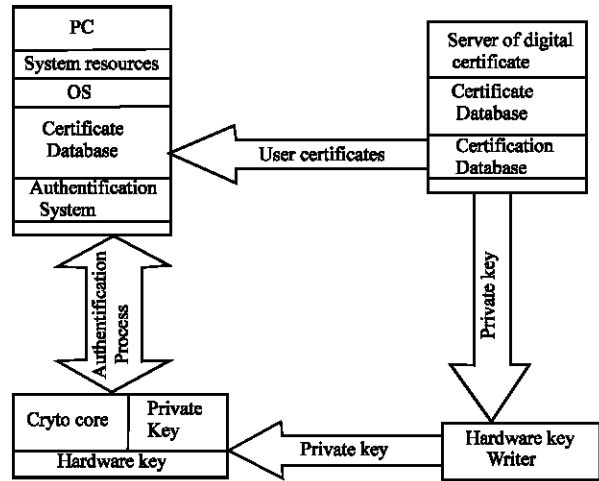 PC
System resources
OS
Certificate
Database
Authentification
System
Server of digital
certificate
Certificate
Database
Certification
Database
User certificates
Authentification
Process
Private key
Cryto core
Private
Key
Hardware key
Private key
Hardware key
Writer